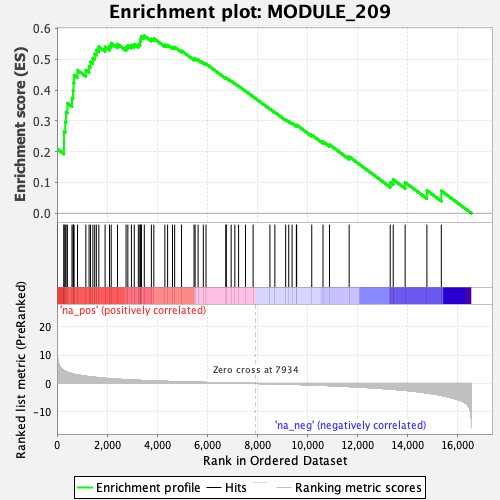 Enrichment plot: MODULE_209
Enrichment score (ES)
0.6
0.5
0.4
0.3
0.2
0.1
0.0
'na_pos' (positively correlated)
Ranked list metric (PreRanked)
20
10
0
-10
Zero cross at 7934
'na_neg' (negatively correlated)
0
2,000
4,000
6,000
8,000
10,000
12,000
14,000
16,000
Rank in Ordered Dataset
Enrichment profile
Hits
Ranking metric scores